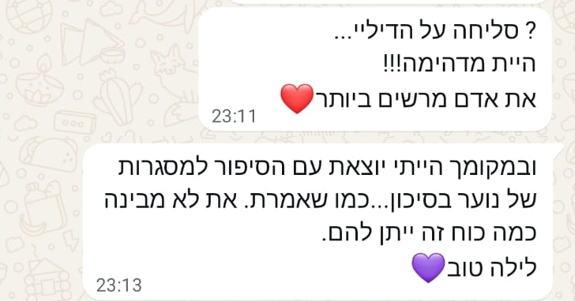 ? סליחה על הדיליי...
היית מדהימה!!!
את אדם מרשים ביותר❤️
23:11
ובמקומך הייתי יוצאת עם הסיפור למסגרות
של נוער בסיכון...כמו שאמרת. את לא מבינה
כמה כוח זה ייתן להם.
לילה טוב💜
23:13